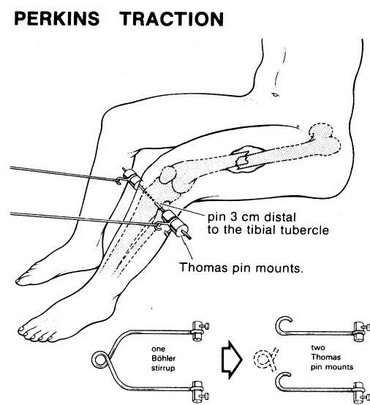 PERKINS TRACTION
pin 3 cm distal
to the tibial tubercle
Thomas pin mounts.
one
Böhler
stirrup
two
Thomas
pin mounts